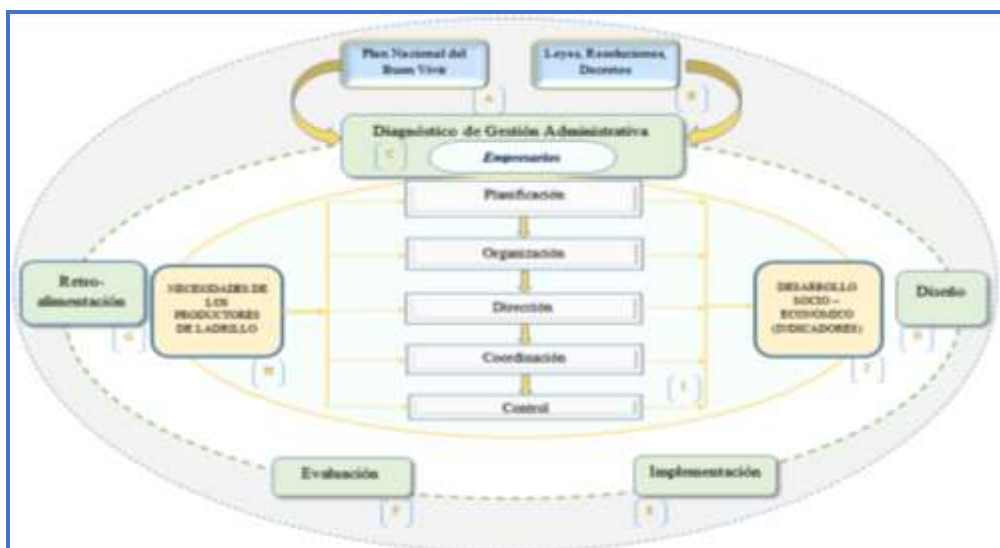 Plan Nacional del
Buen Vivir
A
Leyes, Resoluciones,
Decretos
B
Diagnóstico de Gestión Administrativa
C
Empresarios
Planificación
Organización
Retro-
alimentación
G
NECESIDADES DE
LOS
PRODUCTORES
DE LADRILLO
H
Dirección
DESARROLLO
SOCIO –
ECONÓMICO
(INDICADORES)
Diseño
D
Coordinación
Control
Evaluación
F
Implementación
E